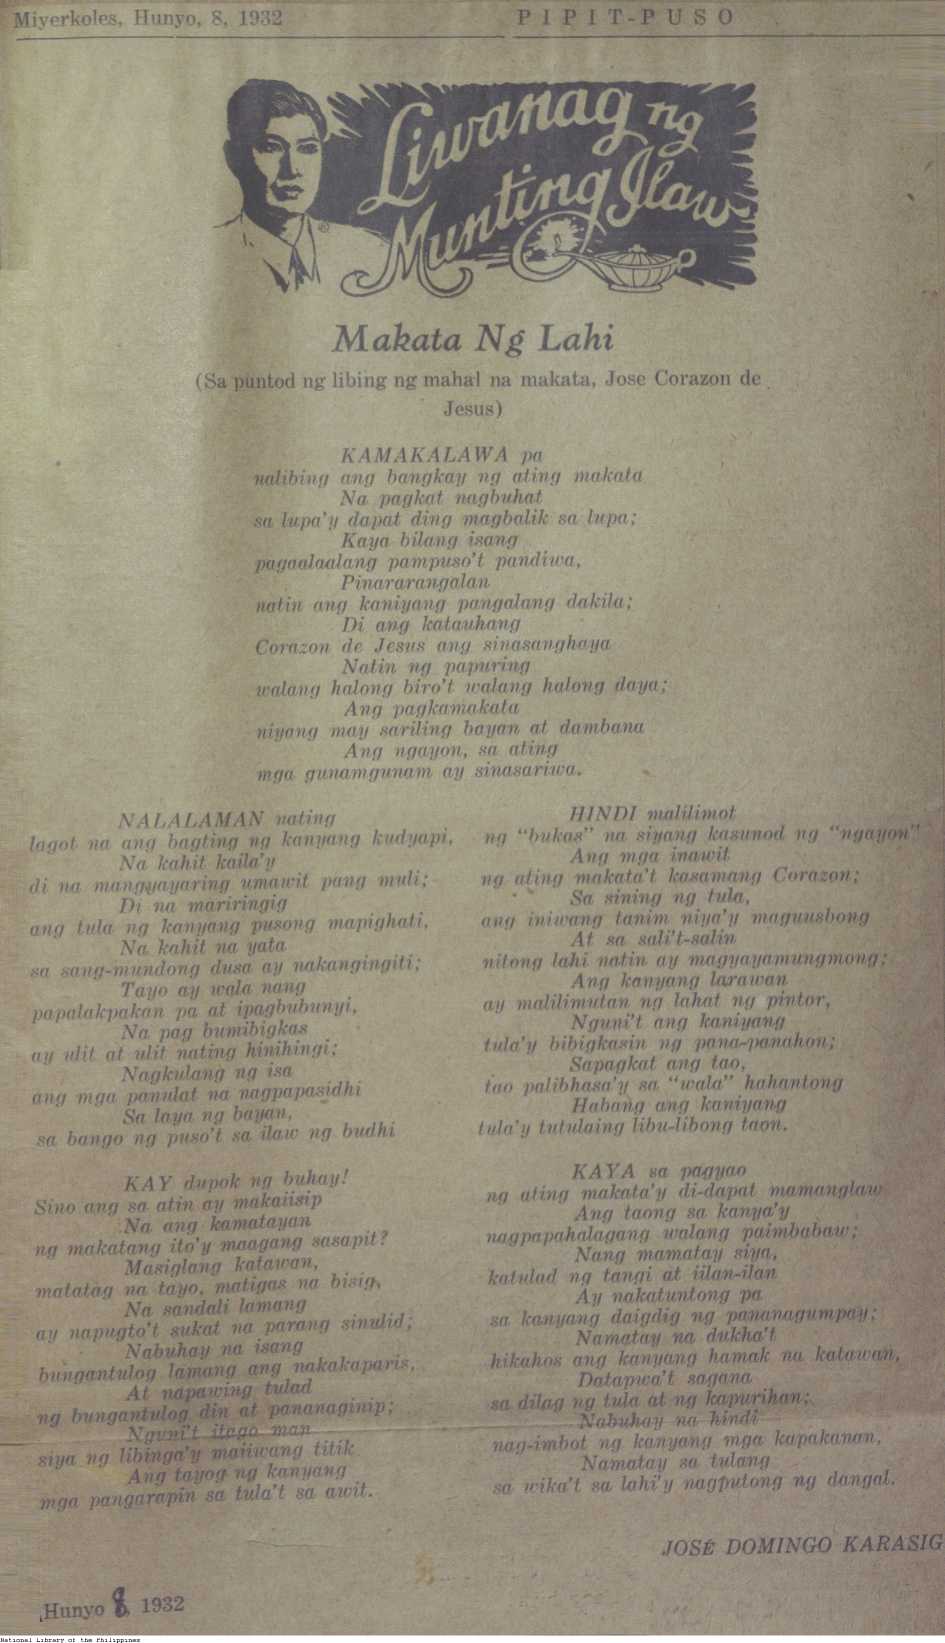 Miyerkoles, Hunyo, 8, 1932
PIPIT-PUSO
Liwanag ng
Munting Ilaw
Makata Ng Lahi
(Sa puntod ng libing ng mahal na makata, Jose Corazon de
Jesus)
KAMAKALAWA pa
nalibing ang bangkay ng ating makata
Na pagkat nagbuhat
sa lupa'y dapat ding magbalik sa lupa;
Kaya bilang isang
pagaalaalang pampuso't pandiwa,
Pinararangalan
natin ang kaniyang pangalang dakila;
Di ang katauhang
Corazon de Jesus ang sinasanghaya
Natin ng papuring
walang halong biro't walang halong daya;
Ang pagkamakata
niyang may sariling bayan at dambana
Ang ngayon, sa ating
mga gunamgunam ay sinasariwa.
NALALAMAN nating
lagot na ang bagting ng kanyang kudyapi,
Na kahit kaila'y
di na mangyayaring umawit pang muli;
Di na mariringig
ang tula ng kanyang pusong mapighati,
Na kahit na yata
sa sang-mundong dusa ay nakangingiti;
Tayo ay wala nang
papalakpakan pa at ipagbubunyi,
Na pag bumibigkas
ay ulit at ulit nating hinihingi;
Nagkulang ng isa
ang mga panulat na nagpapasidhi
Sa laya ng bayan,
sa bango ng puso't sa ilaw ng budhi
KAY dupok ng buhay!
Sino ang sa atin ay makaiisip
Na ang kamatayan
ng makatang ito'y maagang sasapit?
Masiglang katawan,
matatag na tayo, matigas na bisig,
Na sandali lamang
ay napugto't sukat na parang sinulid;
Nabuhay na isang
bungantulog lamang ang nakakaparis,
At napawing tulad
ng bungantulog din at pananaginip;
Nguni't itago man
siya ng libinga'y maiiwang titik
Ang tayog ng kanyang
mga pangarapin sa tula't sa awit.
HINDI malilimot
ng "bukas" na siyang kasunod ng "ngayon"
Ang mga inawit
ng ating makata't kasamang Corazon;
Sa sining ng tula,
ang iniwang tanim niya'y maguusbong
At sa sali't-salin
nitong lahi natin ay magyayamungmong;
Ang kanyang larawan
ay malilimutan ng lahat ng pintor,
Nguni't ang kaniyang
tula'y bibigkasin ng pana-panahon;
Sapagkat ang tao,
tao palibhasa'y sa "wala" hahantong
Habang ang kaniyang
tula'y tutulaing libu-libong taon.
KAYA sa pagyao
ng ating makata'y di-dapat mamanglaw
Ang taong sa kanya'y
nagpapahalagang walang paimbabaw;
Nang mamatay siya,
katulad ng tangi at iilan-ilan
Ay nakatuntong pa
sa kanyang daigdig ng pananagumpay;
Namatay na dukha't
hikahos ang kanyang hamak na katawan,
Datapwa't sagana
sa dilag ng tula at ng kapurihan;
Nabuhay na hindi
nag-imbot ng kanyang mga kapakanan,
Namatay sa tulang
sa wika't sa lahi'y nagputong ng dangal.
JOSÉ DOMINGO KARASIG
Hunyo 8, 1932
National Library of the Philippines